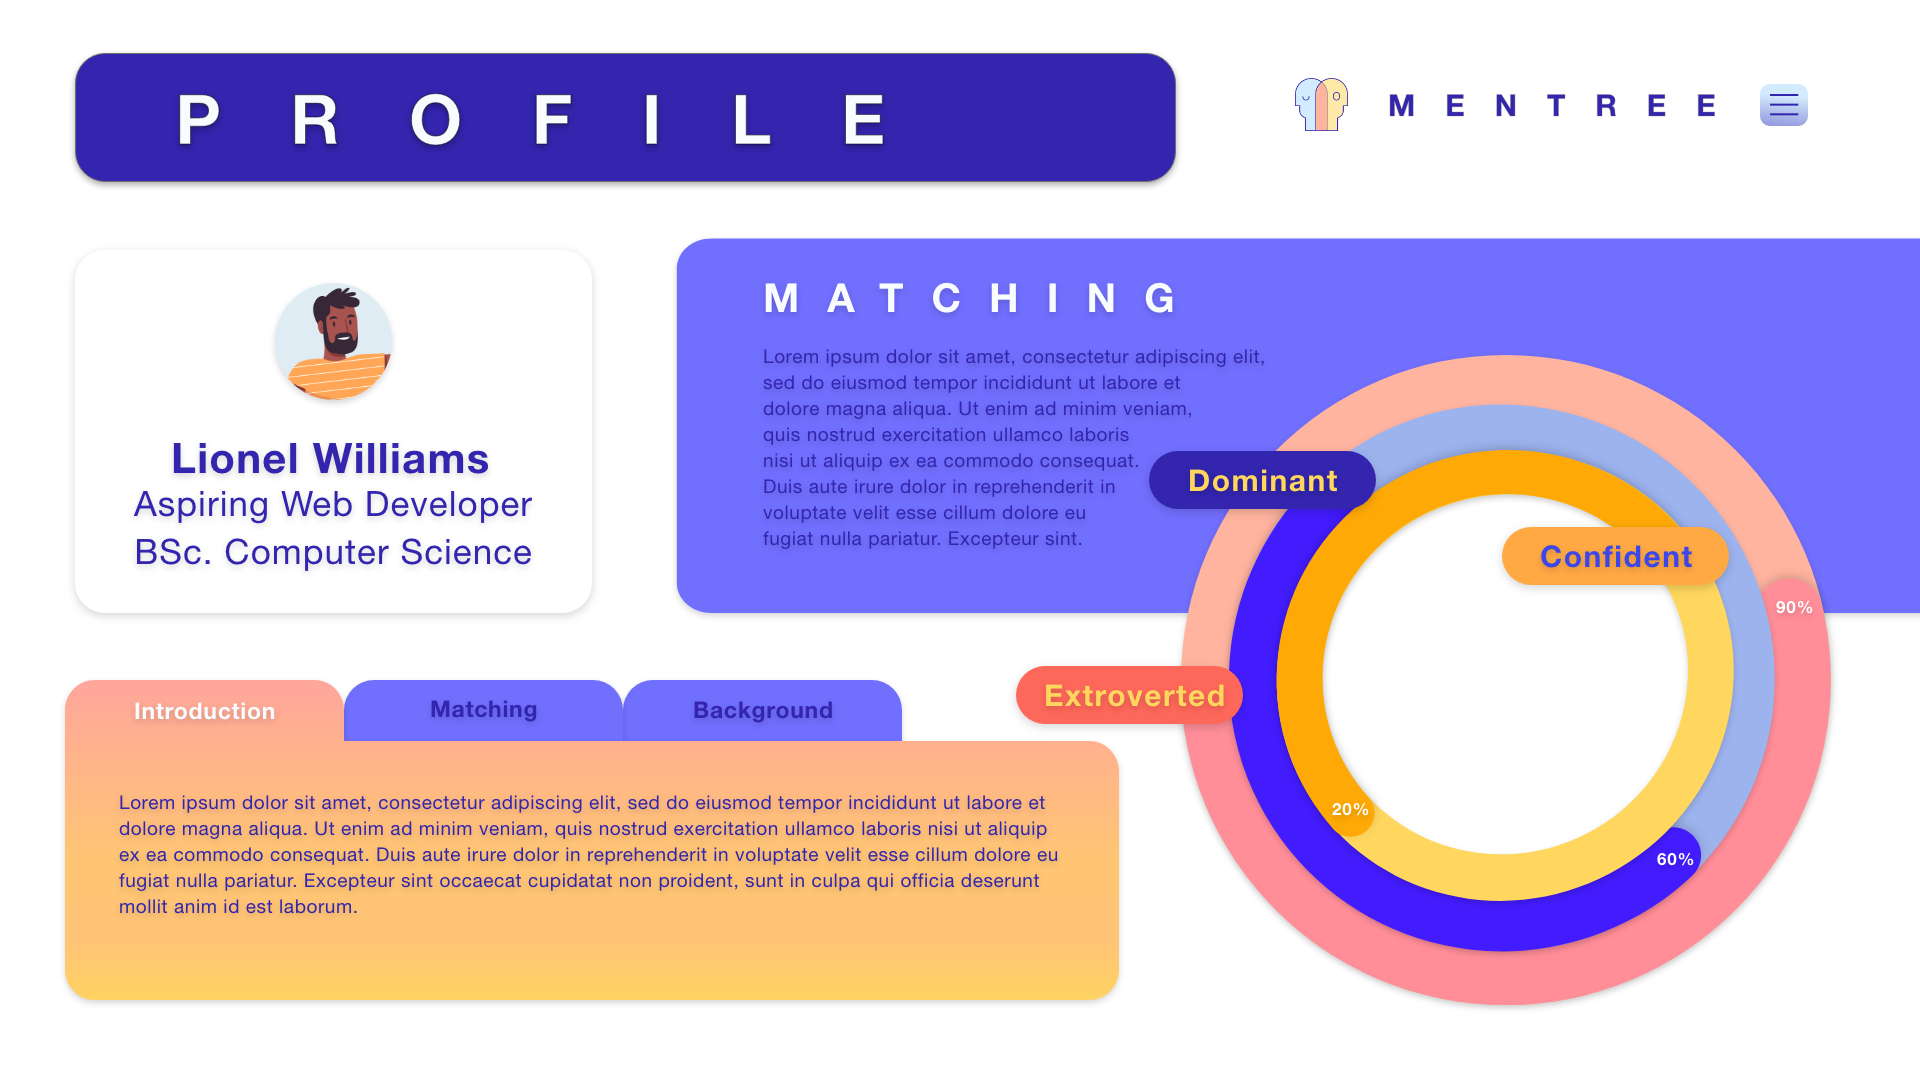 PROFILE
MENTREE
Lionel Williams
Aspiring Web Developer
BSc. Computer Science
MATCHING
Lorem ipsum dolor sit amet, consectetur adipiscing elit,
sed do eiusmod tempor incididunt ut labore et
dolore magna aliqua. Ut enim ad minim veniam,
quis nostrud exercitation ullamco laboris
nisi ut aliquip ex ea commodo consequat.
Duis aute irure dolor in reprehenderit in
voluptate velit esse cillum dolore eu
fugiat nulla pariatur. Excepteur sint.
Dominant
Confident
90%
Extroverted
20%
60%
Introduction
Matching
Background
Lorem ipsum dolor sit amet, consectetur adipiscing elit, sed do eiusmod tempor incididunt ut labore et
dolore magna aliqua. Ut enim ad minim veniam, quis nostrud exercitation ullamco laboris nisi ut aliquip
ex ea commodo consequat. Duis aute irure dolor in reprehenderit in voluptate velit esse cillum dolore eu
fugiat nulla pariatur. Excepteur sint occaecat cupidatat non proident, sunt in culpa qui officia deserunt
mollit anim id est laborum.